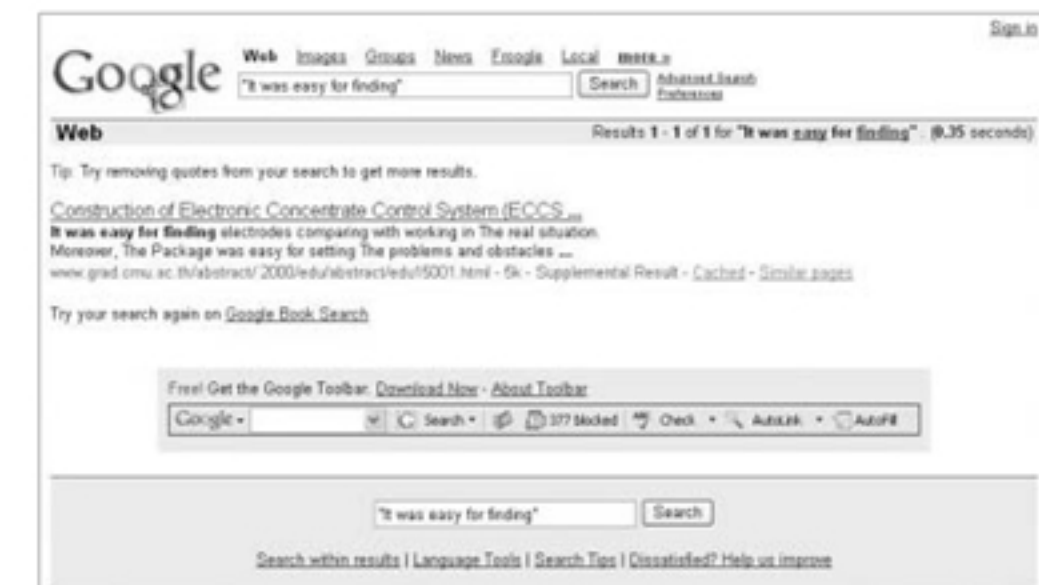 Sign in
Google
Web Images Groups News Froogle Local more »
"It was easy for finding" Search Advanced Search
Preferences
Web Results 1 - 1 of 1 for "It was easy for finding" . (0.35 seconds)
Tip: Try removing quotes from your search to get more results.
Construction of Electronic Concentrate Control System (ECCS ...
It was easy for finding electrodes comparing with working in The real situation.
Moreover, The Package was easy for setting The problems and obstacles ...
www.grad.cmu.ac.th/abstract/ 2000/edu/abstract/edu15001.html - 6k - Supplemental Result - Cached - Similar pages
Try your search again on Google Book Search
Free! Get the Google Toolbar. Download Now - About Toolbar
Google Search 377 blocked Check AutoLink AutoFill
"It was easy for finding" Search
Search within results | Language Tools | Search Tips | Dissatisfied? Help us improve